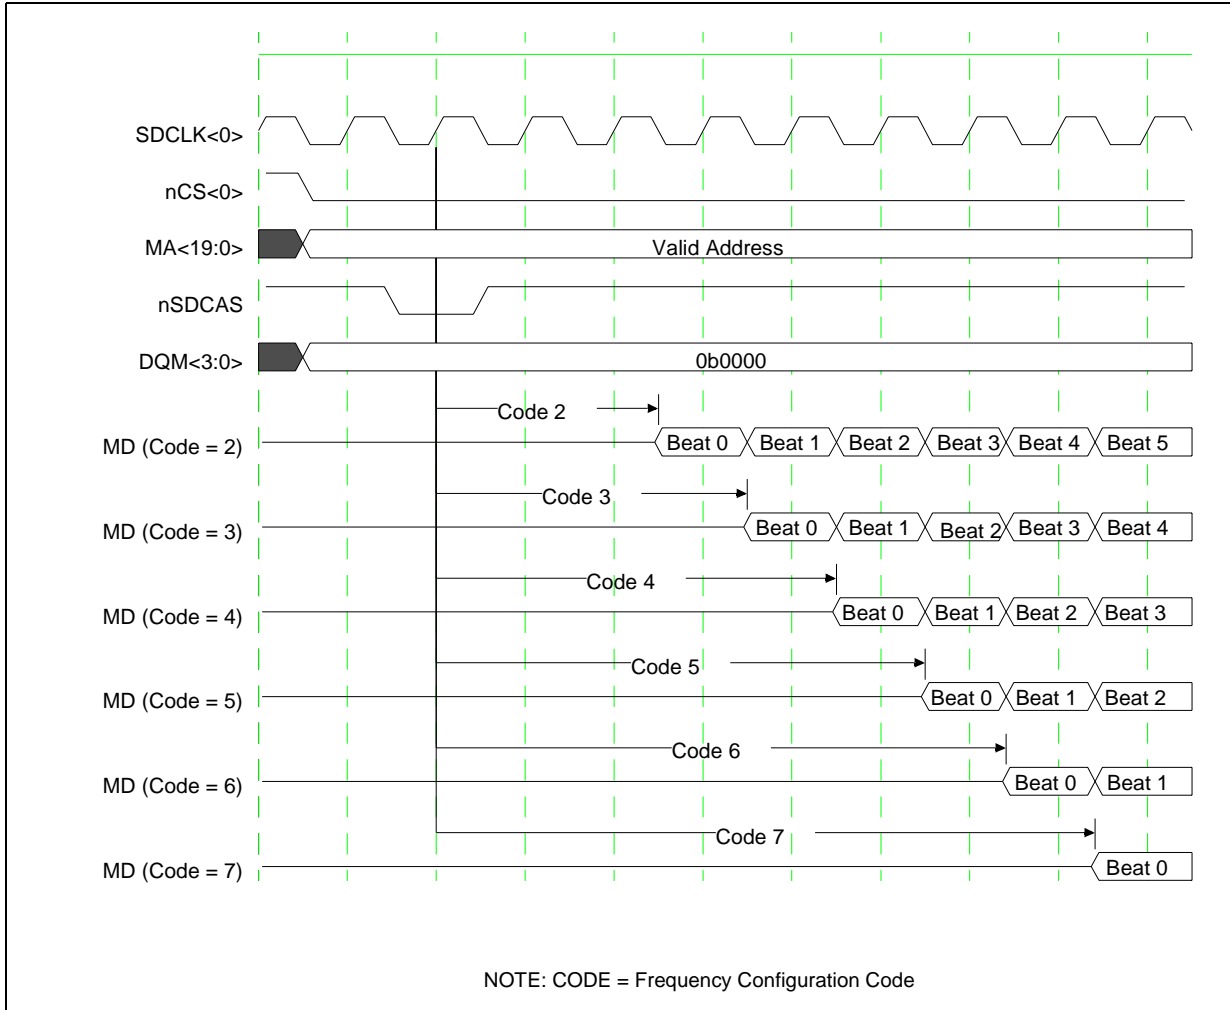 SDCLK<0>
nCS<0>
MA<19:0>
Valid Address
nSDCAS
DQM<3:0>
0b0000
Code 2
MD (Code = 2)
Beat 0 Beat 1 Beat 2 Beat 3 Beat 4 Beat 5
Code 3
MD (Code = 3)
Beat 0 Beat 1 Beat 2 Beat 3 Beat 4
Code 4
MD (Code = 4)
Beat 0 Beat 1 Beat 2 Beat 3
Code 5
MD (Code = 5)
Beat 0 Beat 1 Beat 2
Code 6
MD (Code = 6)
Beat 0 Beat 1
Code 7
MD (Code = 7)
Beat 0
NOTE: CODE = Frequency Configuration Code